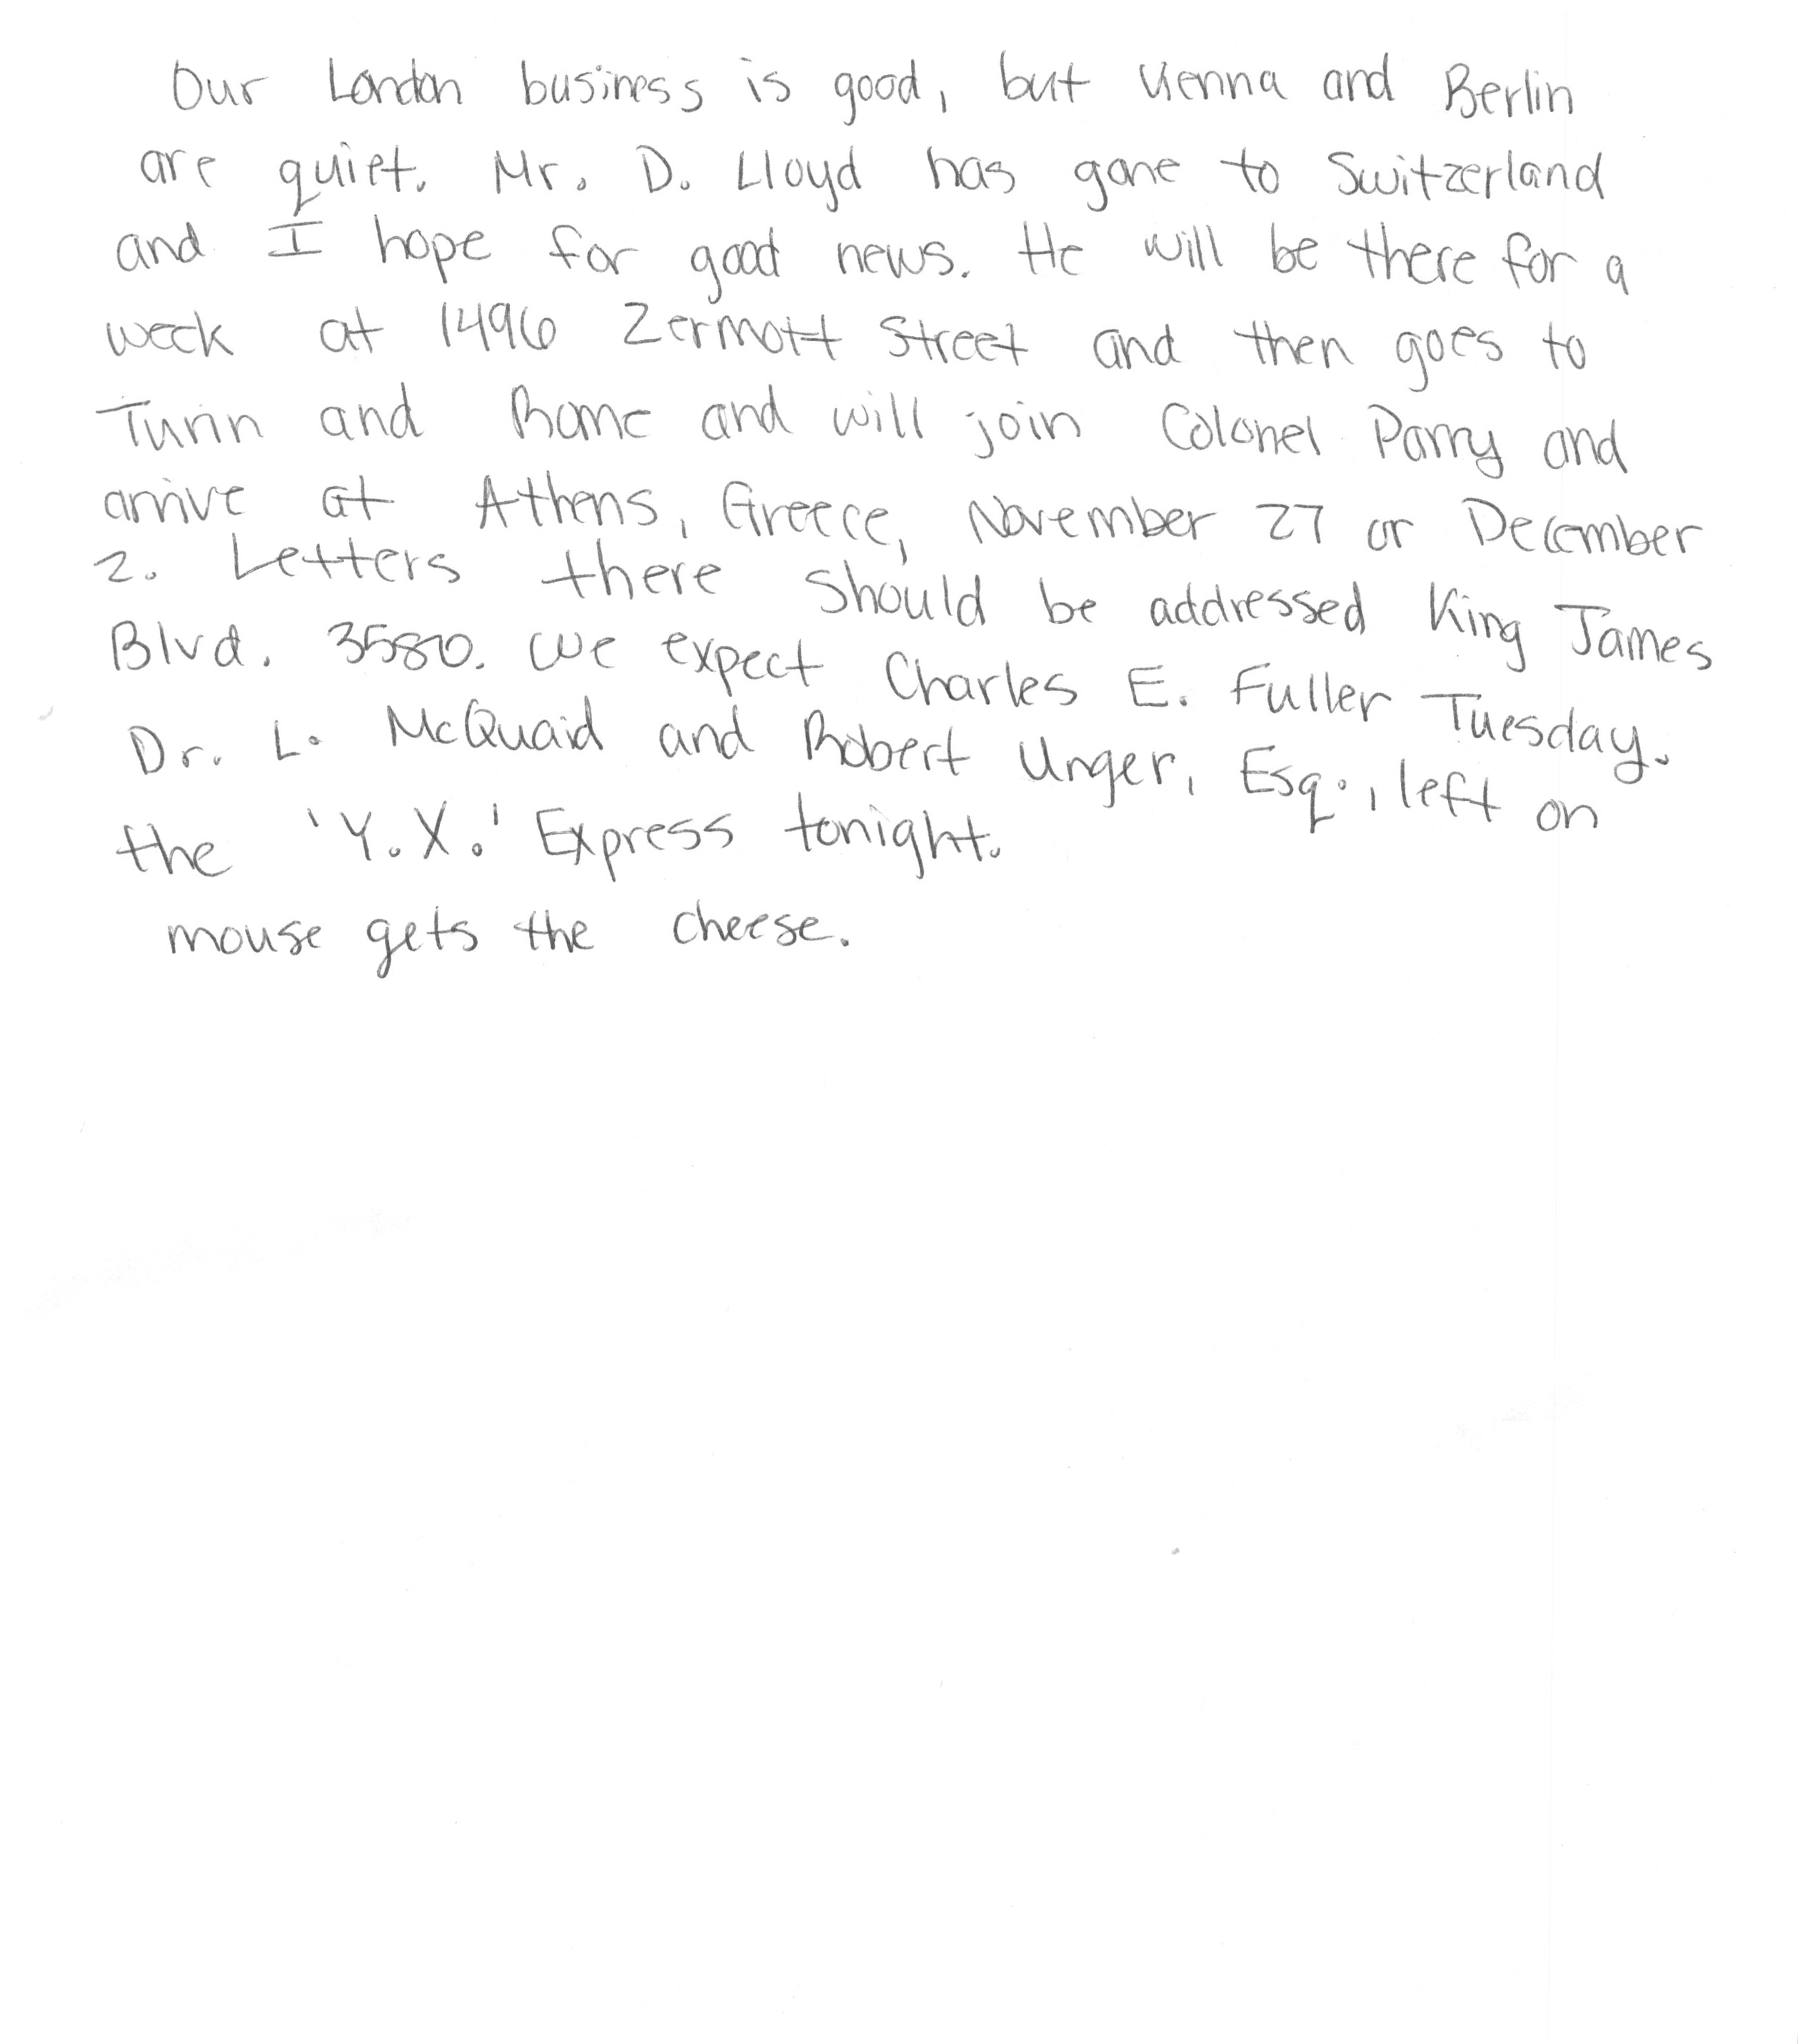 Our London business is good, but Vienna and Berlin
are quiet. Mr. D. Lloyd has gone to Switzerland
and I hope for good news. He will be there for a
week at 1496 Zermott Street and then goes to
Turin and Rome and will join Colonel Parry and
arrive at Athens, Greece, November 27 or December
2. Letters there should be addressed King James
Blvd. 3580. We expect Charles E. Fuller Tuesday.
Dr. L. McQuaid and Robert Unger, Esq., left on
the 'Y.X.' Express tonight.
mouse gets the cheese.